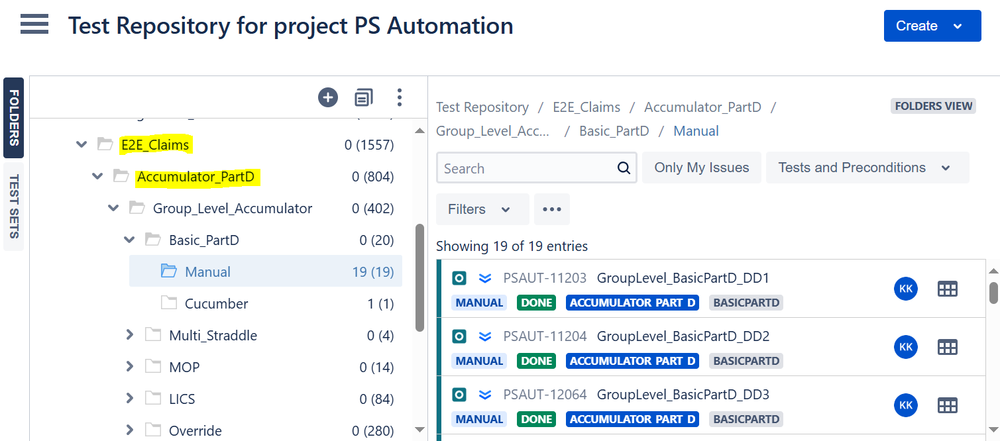 Test Repository for project PS Automation
Create
FOLDERS
TEST SETS
E2E_Claims 0 (1557)
Accumulator_PartD 0 (804)
Group_Level_Accumulator 0 (402)
Basic_PartD 0 (20)
Manual 19 (19)
Cucumber 1 (1)
Multi_Straddle 0 (4)
MOP 0 (14)
LICS 0 (84)
Override 0 (280)
Test Repository / E2E_Claims / Accumulator_PartD /
Group_Level_Acc... / Basic_PartD / Manual
FOLDERS VIEW
Search
Only My Issues
Tests and Preconditions
Filters
Showing 19 of 19 entries
PSAUT-11203 GroupLevel_BasicPartD_DD1
MANUAL DONE ACCUMULATOR PART D BASICPARTD
KK
PSAUT-11204 GroupLevel_BasicPartD_DD2
MANUAL DONE ACCUMULATOR PART D BASICPARTD
KK
PSAUT-12064 GroupLevel_BasicPartD_DD3
MANUAL DONE ACCUMULATOR PART D BASICPARTD
KK